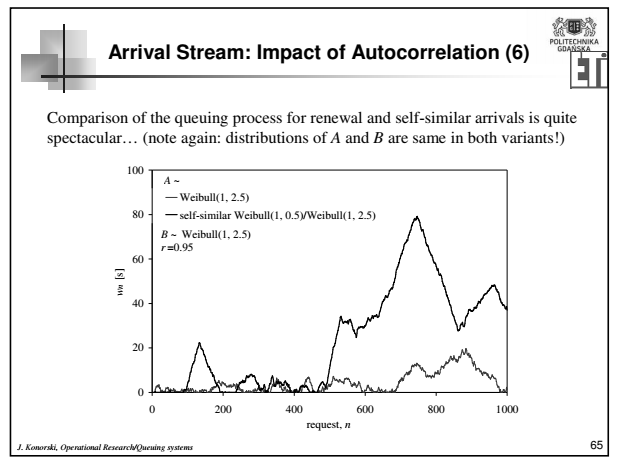 Arrival Stream: Impact of Autocorrelation (6)
POLITECHNIKA
GDAŃSKA
ETI
Comparison of the queuing process for renewal and self-similar arrivals is quite
spectacular… (note again: distributions of A and B are same in both variants!)
100
80
60
40
20
0
wn [s]
A ~
Weibull(1, 2.5)
self-similar Weibull(1, 0.5)/Weibull(1, 2.5)
B ~ Weibull(1, 2.5)
r =0.95
0 200 400 600 800 1000
request, n
J. Konorski, Operational Research/Queuing systems
65